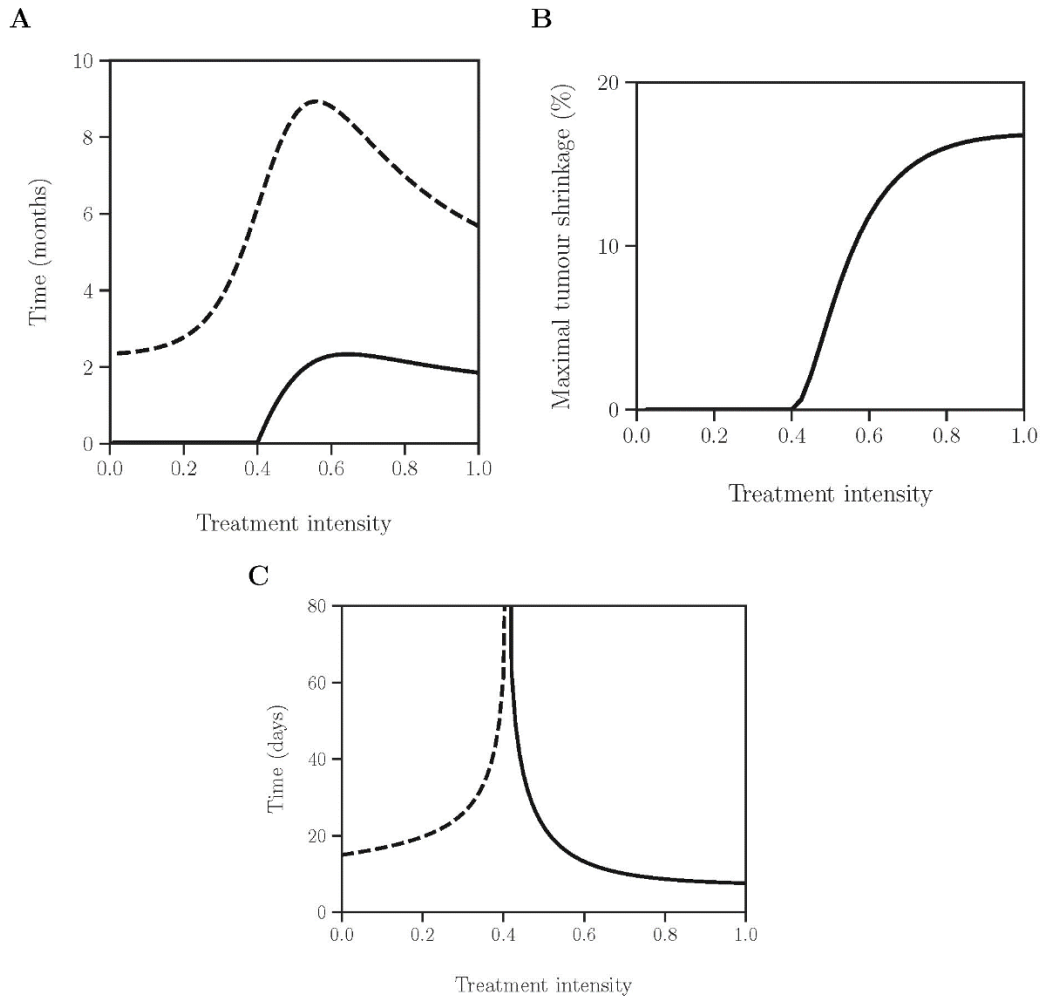 A
Time (months)
10
8
6
4
2
0
0.0 0.2 0.4 0.6 0.8 1.0
Treatment intensity
B
Maximal tumour shrinkage (%)
20
10
0
0.0 0.2 0.4 0.6 0.8 1.0
Treatment intensity
C
Time (days)
80
60
40
20
0
0.0 0.2 0.4 0.6 0.8 1.0
Treatment intensity